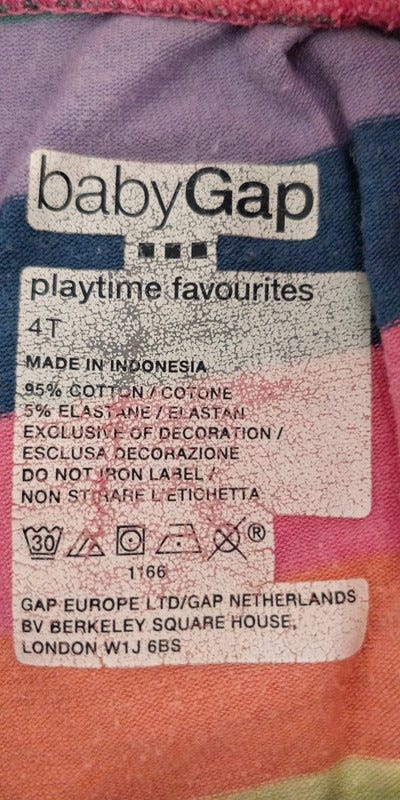 babyGap
playtime favourites
4T
MADE IN INDONESIA
95% COTTON / COTONE
5% ELASTANE / ELASTAN
EXCLUSIVE OF DECORATION /
ESCLUSA DECORAZIONE
DO NOT IRON LABEL /
NON STIRARE L'ETICHETTA
30 ®
1166
GAP EUROPE LTD/GAP NETHERLANDS
BV BERKELEY SQUARE HOUSE,
LONDON W1J 6BS